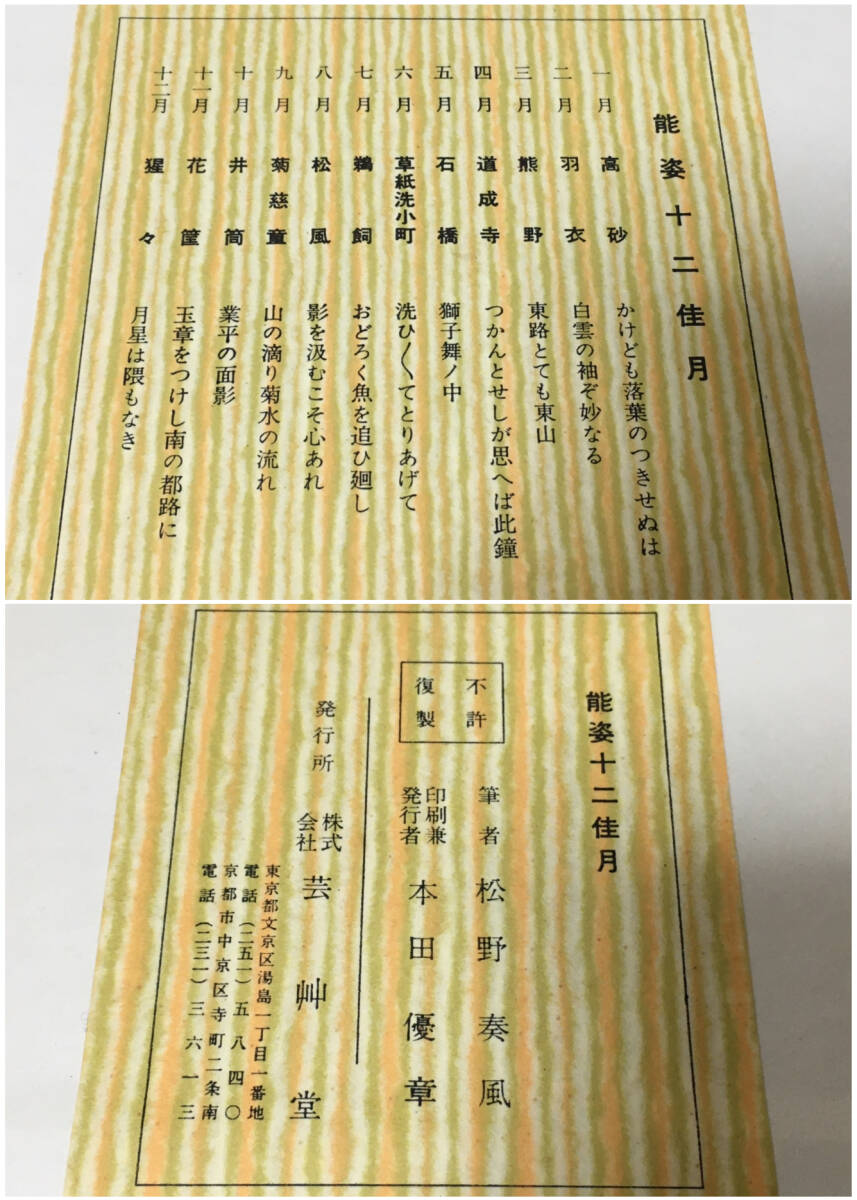 能姿十二佳月
一月 高砂 かけども落葉のつきせぬは
二月 羽衣 白雲の袖ぞ妙なる
三月 熊野 東路とても東山
四月 道成寺 つかんとせしが思へば此鐘
五月 石橋 獅子舞ノ中
六月 草紙洗小町 洗ひ〱てとりあげて
七月 鵜飼 おどろく魚を追ひ廻し
八月 松風 影を汲むこそ心あれ
九月 菊慈童 山の滴り菊水の流れ
十月 井筒 業平の面影
十一月 花筐 玉章をつけし南の都路に
十二月 猩々 月星は隈もなき
能姿十二佳月
不許
復製
筆者 松野奏風
印刷兼
発行者 本田優章
発行所 株式
会社 芸艸堂
東京都文京区湯島一丁目一番地
電話(二五一)五八四〇
京都市中京区寺町二条南
電話(二三一)三六一三